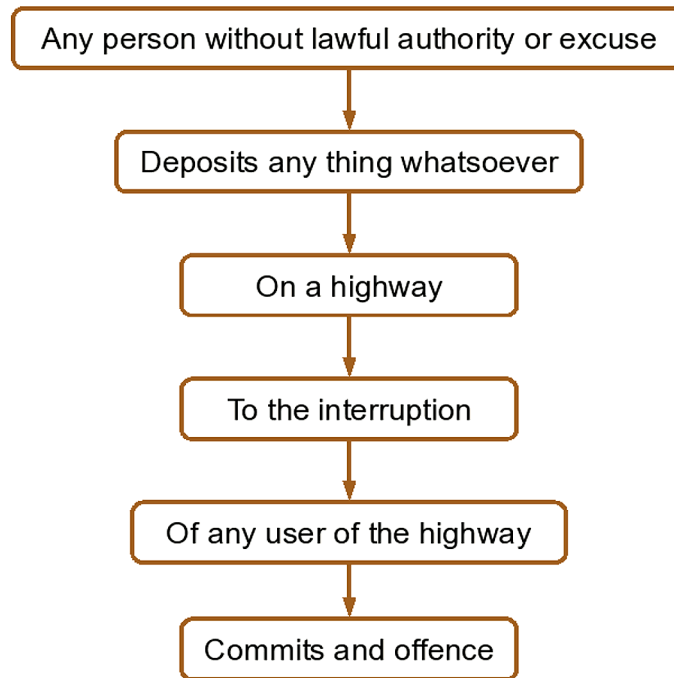 Any person without lawful authority or excuse
Deposits any thing whatsoever
On a highway
To the interruption
Of any user of the highway
Commits and offence